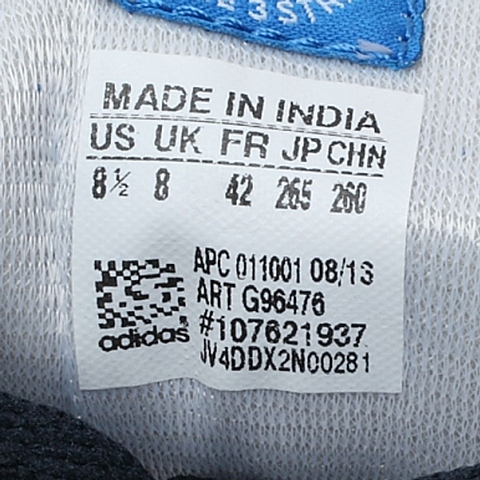 3STR
MADE IN INDIA
US UK FR JP CHN
8½ 8 42 265 260
APC 011001 08/13
ART G96476
#107621937
adidas
JV4DDX2N00281